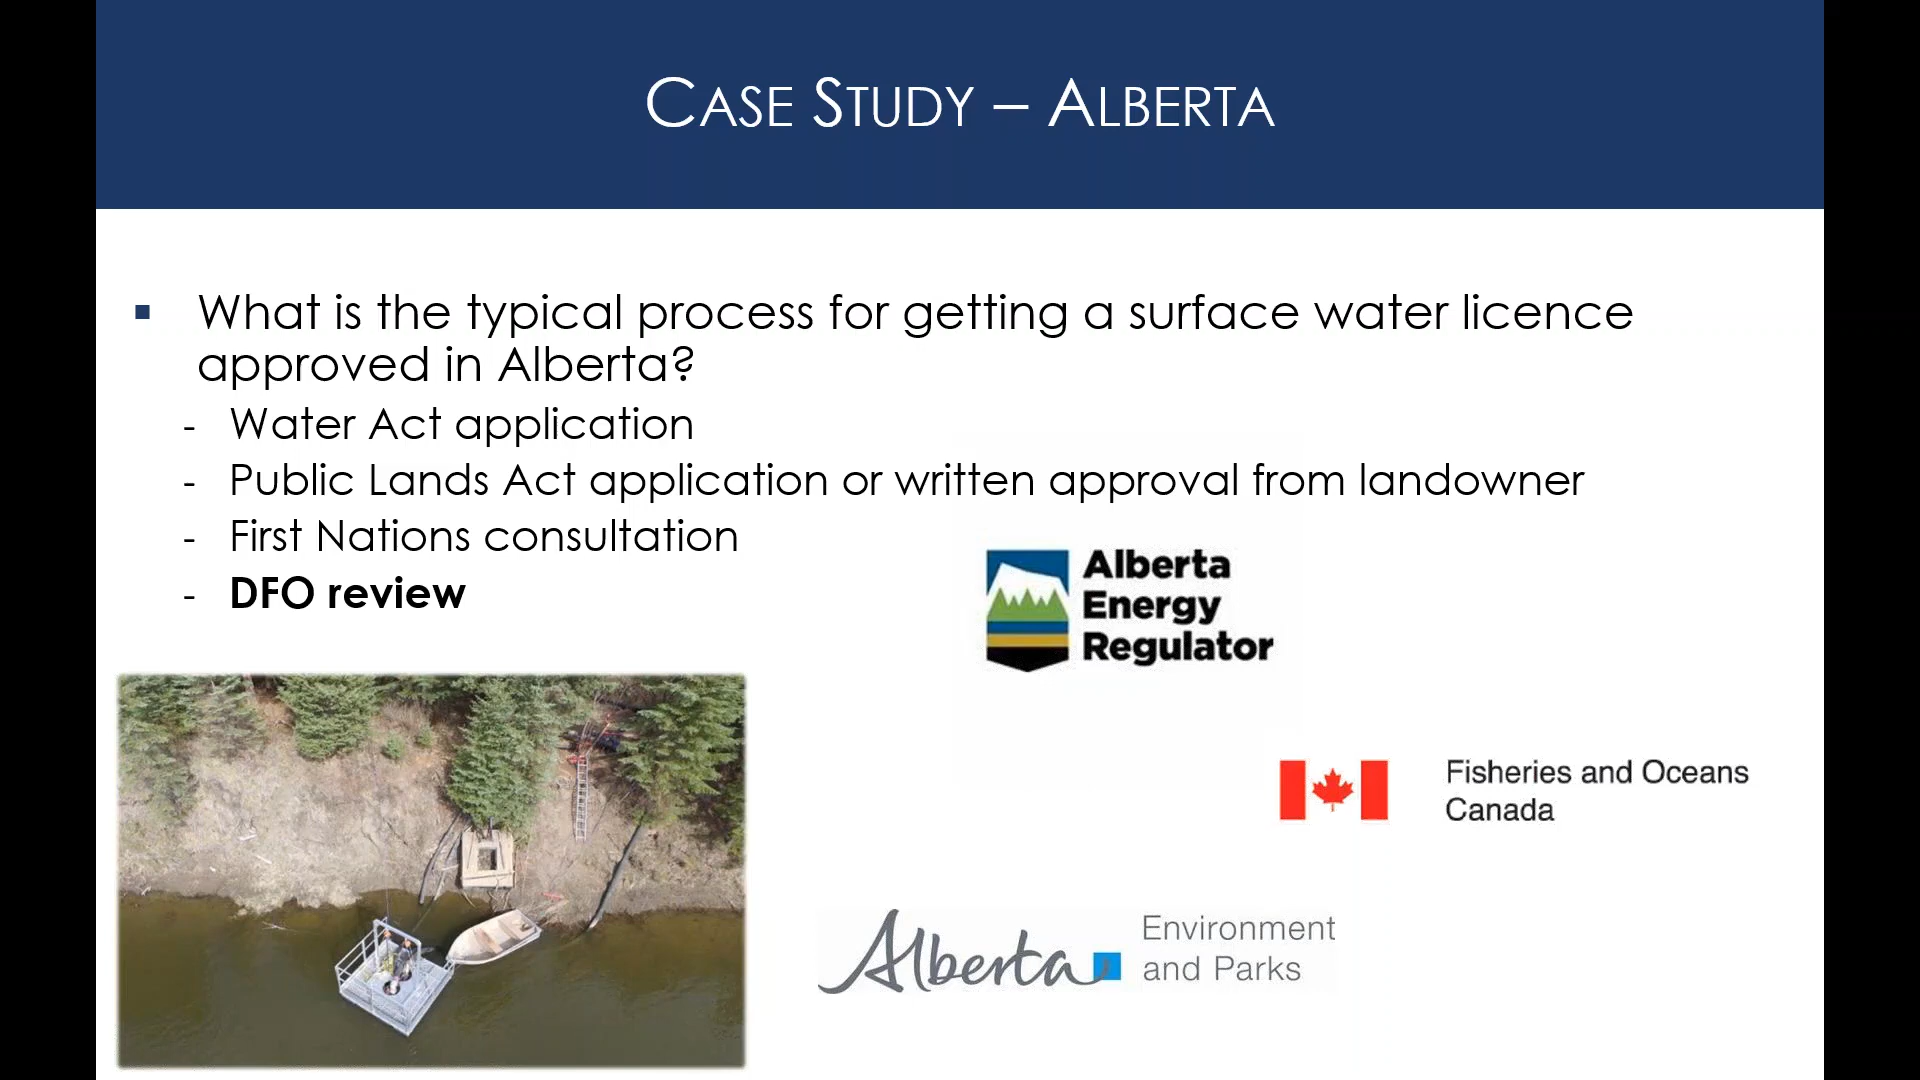 CASE STUDY – ALBERTA
▪ What is the typical process for getting a surface water licence
approved in Alberta?
- Water Act application
- Public Lands Act application or written approval from landowner
- First Nations consultation
- DFO review
Alberta
Energy
Regulator
Fisheries and Oceans
Canada
Alberta
Environment
and Parks